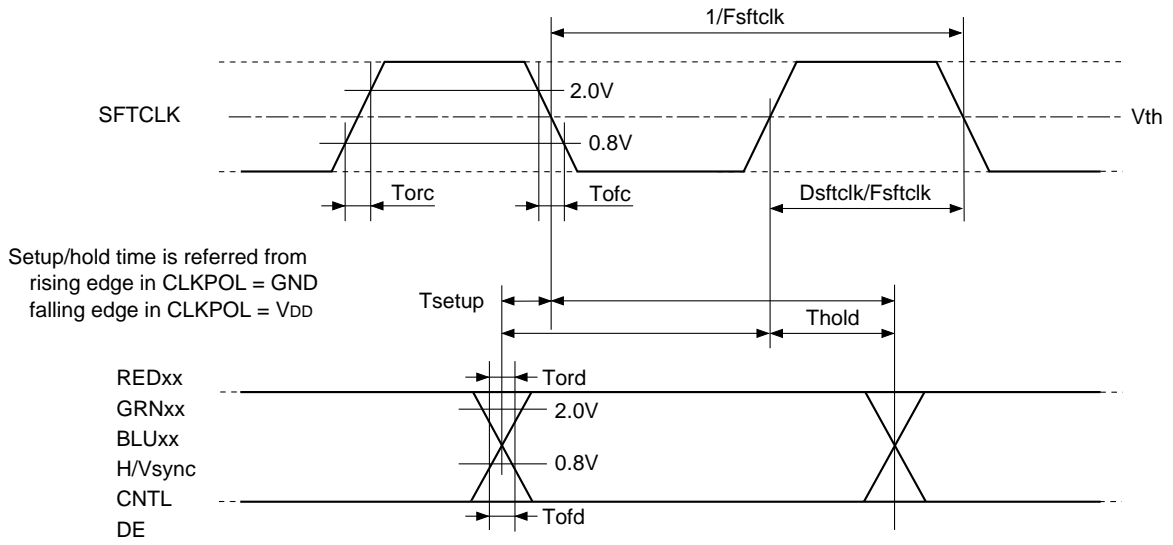 1/Fsftclk
2.0V
SFTCLK
Vth
0.8V
Torc
Tofc
Dsftclk/Fsftclk
Setup/hold time is referred from
rising edge in CLKPOL = GND
falling edge in CLKPOL = VDD
Tsetup
Thold
REDxx
Tord
GRNxx
2.0V
BLUxx
H/Vsync
0.8V
CNTL
Tofd
DE